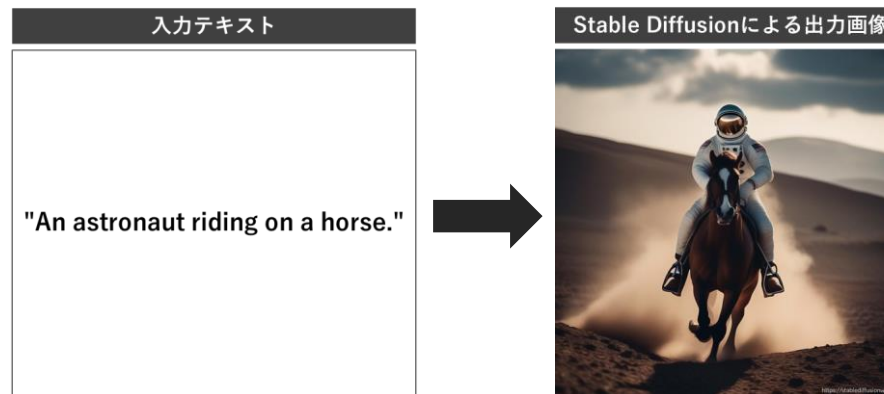 入力テキスト
Stable Diffusionによる出力画像
"An astronaut riding on a horse."